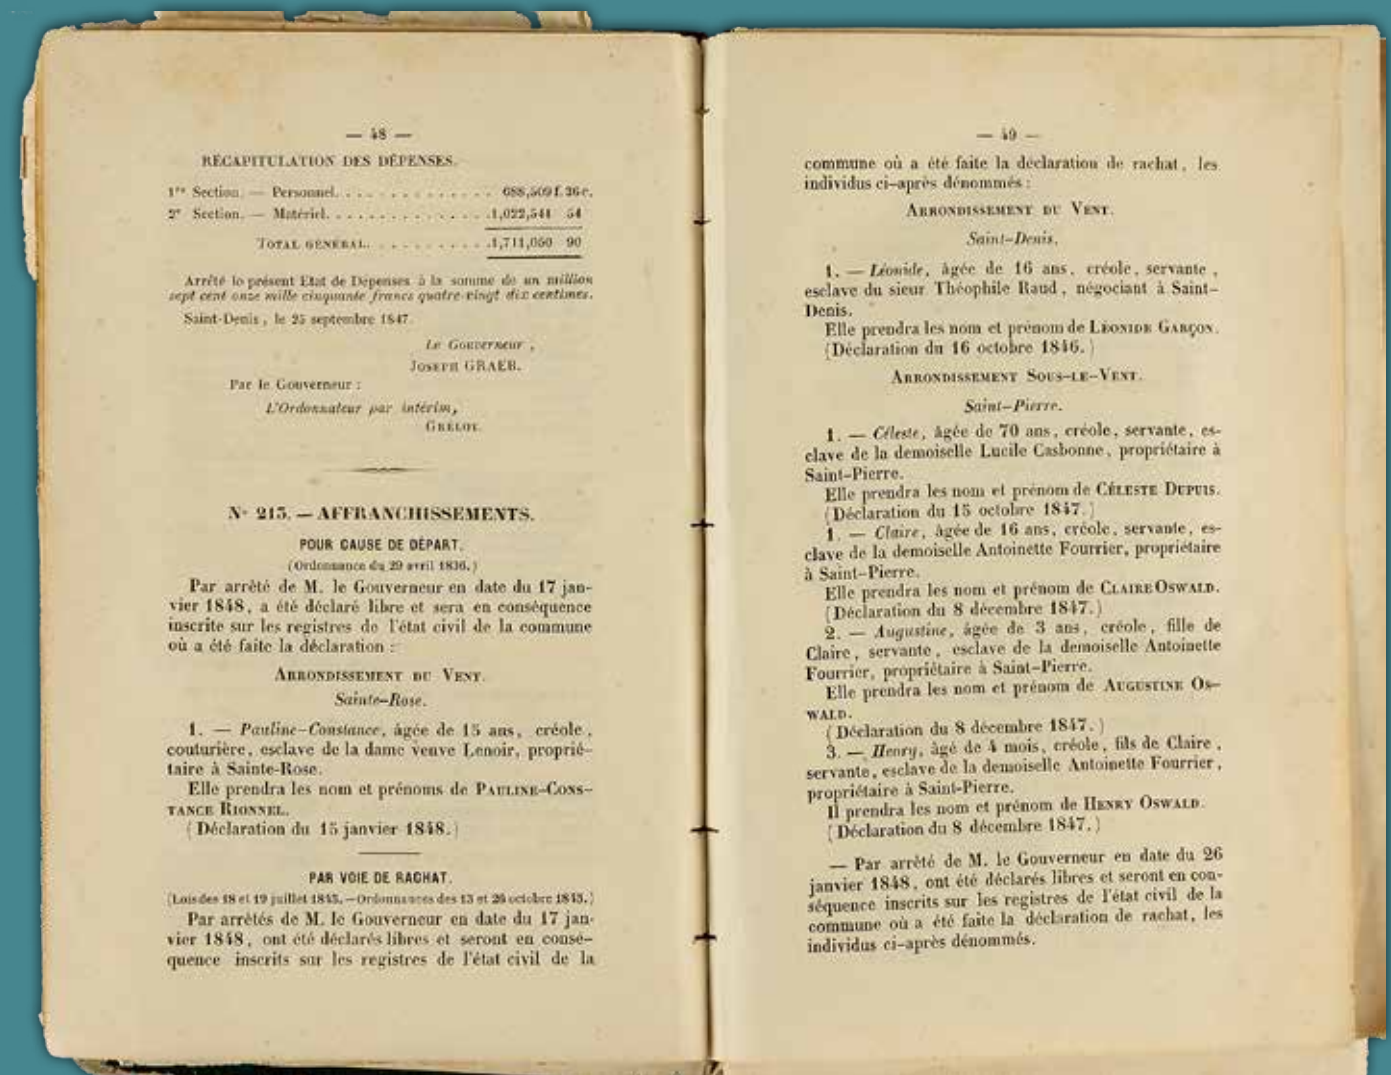 — 48 —
RÉCAPITULATION DES DÉPENSES.
1re Section. — Personnel. . . . . . . . . . . . . 688,509 f. 36 c.
2e Section. — Matériel. . . . . . . . . . . . . . 1,022,541 54
TOTAL GÉNÉRAL. . . . . . . . . . . 1,711,050 90
Arrêté le présent Etat de Dépenses à la somme de un million
sept cent onze mille cinquante francs quatre-vingt dix centimes.
Saint-Denis, le 25 septembre 1847.
Le Gouverneur,
JOSEPH GRAEB.
Par le Gouverneur :
L'Ordonnateur par intérim,
GRELOT.
N° 215. — AFFRANCHISSEMENTS.
POUR CAUSE DE DÉPART.
(Ordonnance du 29 avril 1836.)
Par arrêté de M. le Gouverneur en date du 17 jan-
vier 1848, a été déclaré libre et sera en conséquence
inscrite sur les registres de l'état civil de la commune
où a été faite la déclaration :
ARRONDISSEMENT DU VENT.
Sainte-Rose.
1. — Pauline-Constance, âgée de 15 ans, créole,
couturière, esclave de la dame veuve Lenoir, proprié-
taire à Sainte-Rose.
Elle prendra les nom et prénoms de PAULINE-CONS-
TANCE RIONNEL.
(Déclaration du 15 janvier 1848.)
PAR VOIE DE RACHAT.
(Lois des 18 et 19 juillet 1845. — Ordonnances des 13 et 26 octobre 1845.)
Par arrêtés de M. le Gouverneur en date du 17 jan-
vier 1848, ont été déclarés libres et seront en consé-
quence inscrits sur les registres de l'état civil de la
— 49 —
commune où a été faite la déclaration de rachat, les
individus ci-après dénommés :
ARRONDISSEMENT DU VENT.
Saint-Denis.
1. — Léonide, âgée de 16 ans, créole, servante,
esclave du sieur Théophile Raud, négociant à Saint-
Denis.
Elle prendra les nom et prénom de LÉONIDE GARÇON.
(Déclaration du 16 octobre 1846.)
ARRONDISSEMENT SOUS-LE-VENT.
Saint-Pierre.
1. — Céleste, âgée de 70 ans, créole, servante, es-
clave de la demoiselle Lucile Casbonne, propriétaire à
Saint-Pierre.
Elle prendra les nom et prénom de CÉLESTE DUPUIS.
(Déclaration du 15 octobre 1847.)
1. — Claire, âgée de 16 ans, créole, servante, es-
clave de la demoiselle Antoinette Fourrier, propriétaire
à Saint-Pierre.
Elle prendra les nom et prénom de CLAIRE OSWALD.
(Déclaration du 8 décembre 1847.)
2. — Augustine, âgée de 3 ans, créole, fille de
Claire, servante, esclave de la demoiselle Antoinette
Fourrier, propriétaire à Saint-Pierre.
Elle prendra les nom et prénom de AUGUSTINE OS-
WALD.
(Déclaration du 8 décembre 1847.)
3. — Henry, âgé de 4 mois, créole, fils de Claire,
servante, esclave de la demoiselle Antoinette Fourrier,
propriétaire à Saint-Pierre.
Il prendra les nom et prénom de HENRY OSWALD.
(Déclaration du 8 décembre 1847.)
— Par arrêté de M. le Gouverneur en date du 26
janvier 1848, ont été déclarés libres et seront en con-
séquence inscrits sur les registres de l'état civil de la
commune où a été faite la déclaration de rachat, les
individus ci-après dénommés.